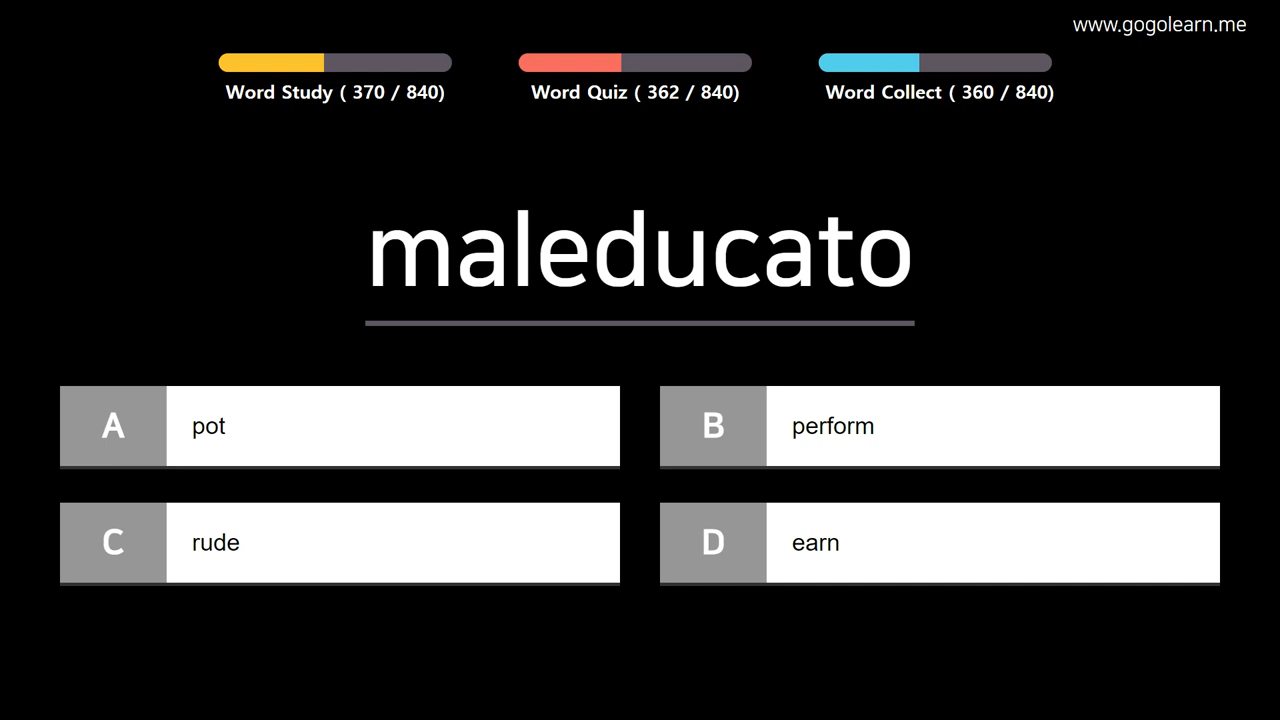 www.gogolearn.me
Word Study ( 370 / 840)
Word Quiz ( 362 / 840)
Word Collect ( 360 / 840)
maleducato
A pot
B perform
C rude
D earn